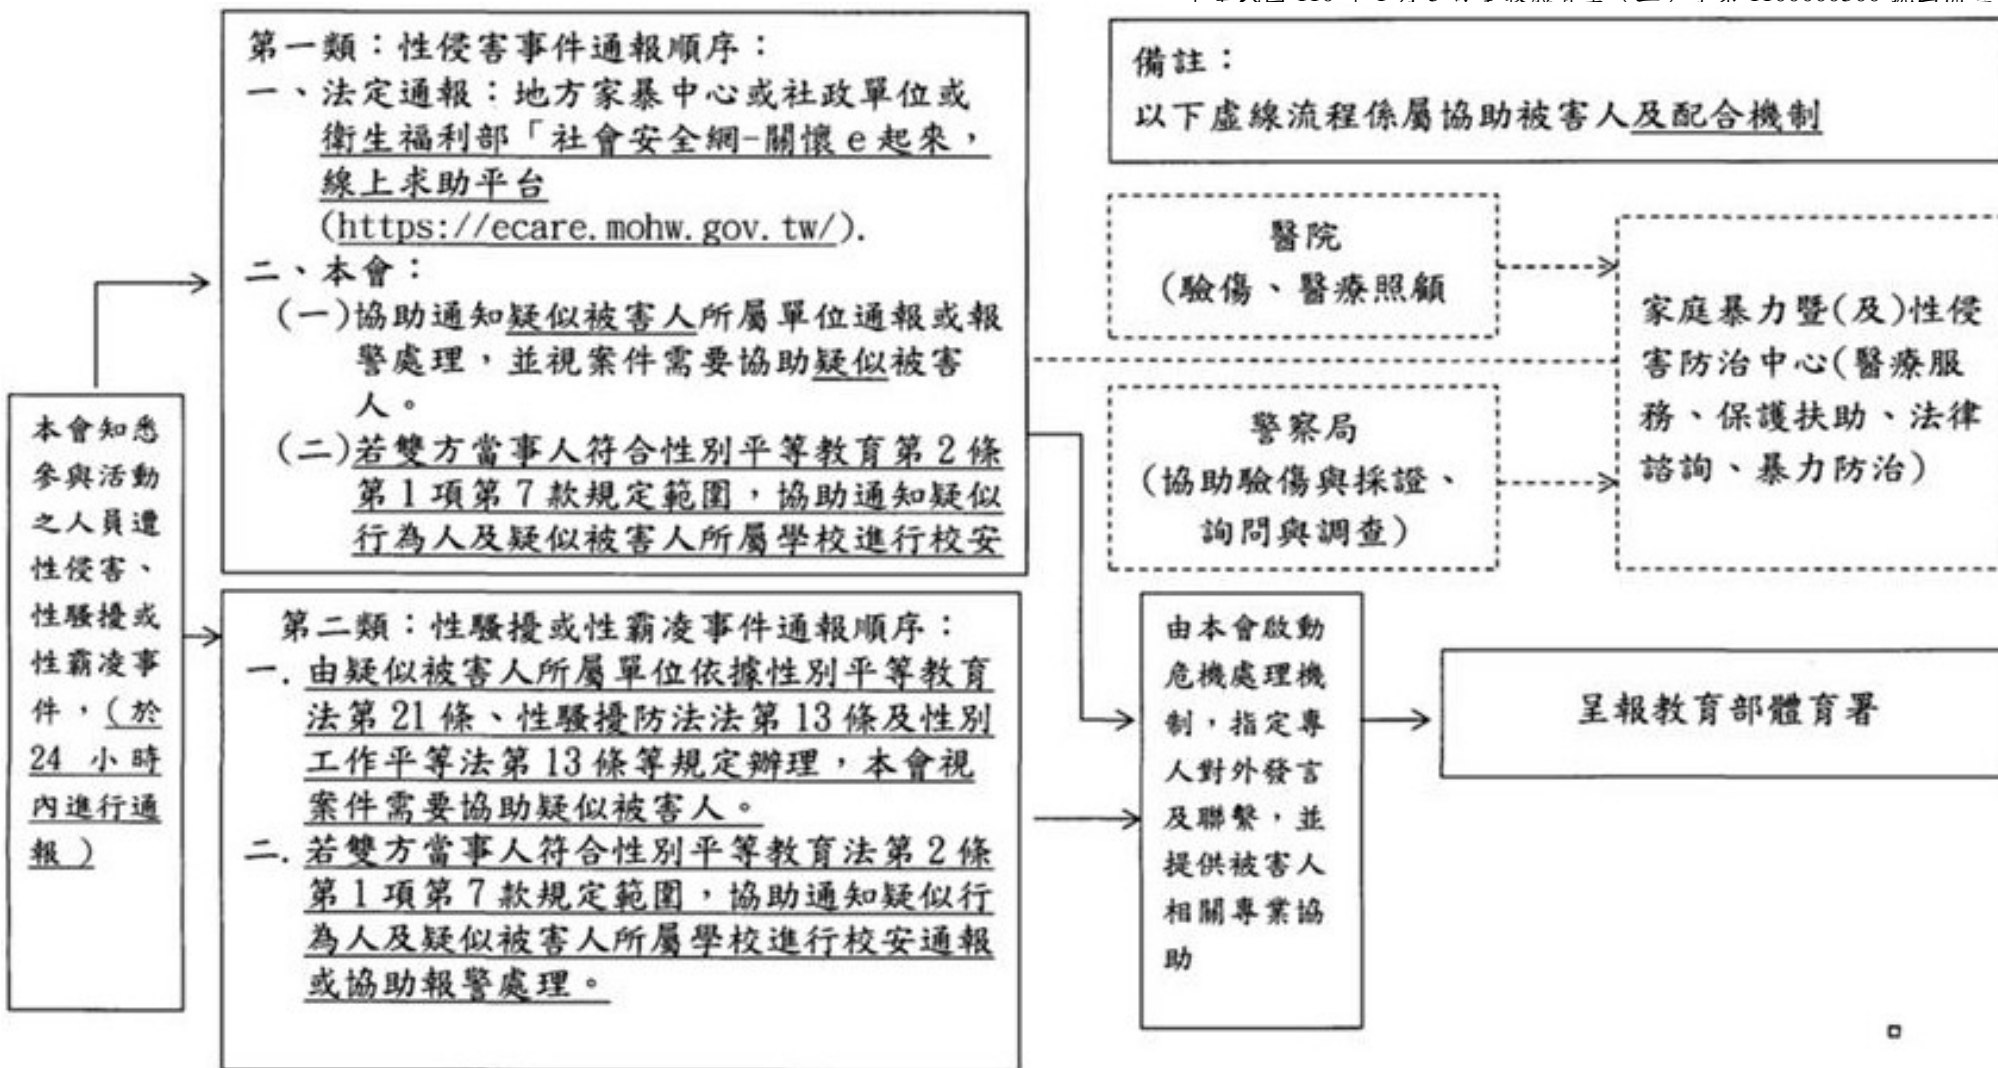 本會知悉
參與活動
之人員遭
性侵害、
性騷擾或
性霸凌事
件，(於
24 小時
內進行通
報)
第一類：性侵害事件通報順序：
一、法定通報：地方家暴中心或社政單位或
衛生福利部「社會安全網-關懷 e 起來，
線上求助平台
(https://ecare.mohw.gov.tw/).
二、本會：
(一)協助通知疑似被害人所屬單位通報或報
警處理，並視案件需要協助疑似被害
人。
(二)若雙方當事人符合性別平等教育第 2 條
第 1 項第 7 款規定範圍，協助通知疑似
行為人及疑似被害人所屬學校進行校安
第二類：性騷擾或性霸凌事件通報順序：
一. 由疑似被害人所屬單位依據性別平等教育
法第 21 條、性騷擾防法法第 13 條及性別
工作平等法第 13 條等規定辦理，本會視
案件需要協助疑似被害人。
二. 若雙方當事人符合性別平等教育法第 2 條
第 1 項第 7 款規定範圍，協助通知疑似行
為人及疑似被害人所屬學校進行校安通報
或協助報警處理。
備註：
以下虛線流程係屬協助被害人及配合機制
醫院
(驗傷、醫療照顧
警察局
(協助驗傷與採證、
詢問與調查)
家庭暴力暨(及)性侵
害防治中心(醫療服
務、保護扶助、法律
諮詢、暴力防治)
由本會啟動
危機處理機
制，指定專
人對外發言
及聯繫，並
提供被害人
相關專業協
助
呈報教育部體育署